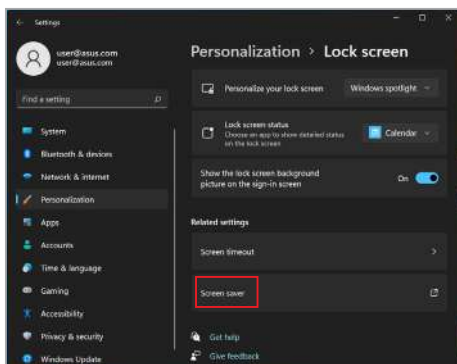 Settings
user@asus.com
user@asus.com
Find a setting
System
Bluetooth & devices
Network & internet
Personalization
Apps
Accounts
Time & language
Gaming
Accessibility
Privacy & security
Windows Update
Personalization > Lock screen
Personalize your lock screen
Windows spotlight
Lock screen status
Choose an app to show detailed status
on the lock screen
Calendar
Show the lock screen background
picture on the sign-in screen
On
Related settings
Screen timeout
Screen saver
Get help
Give feedback